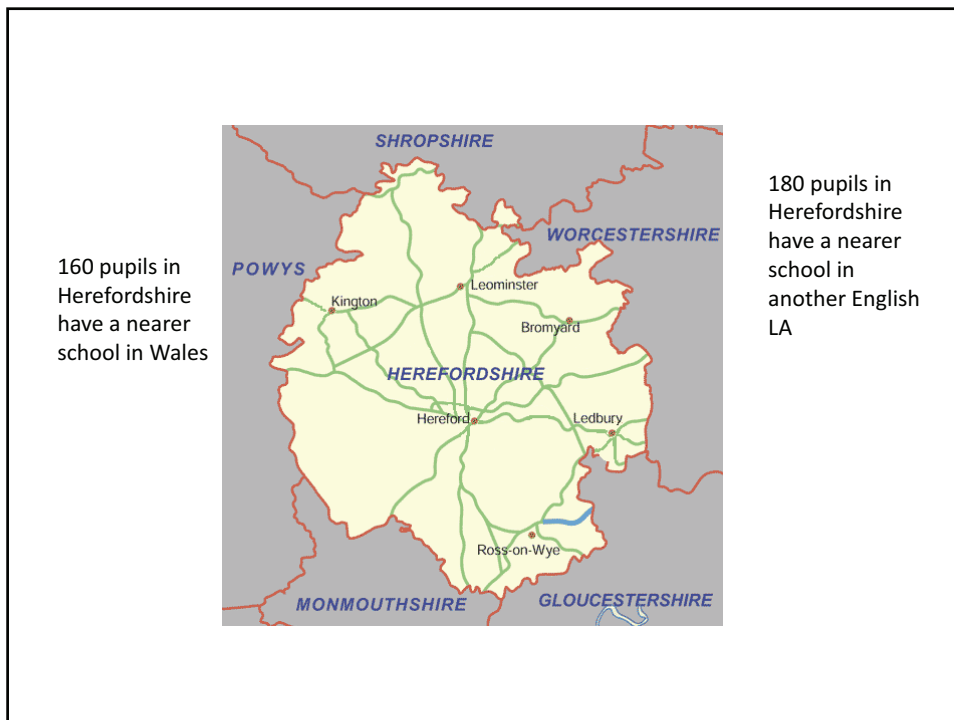 SHROPSHIRE
WORCESTERSHIRE
POWYS
Leominster
Kington
Bromyard
HEREFORDSHIRE
Hereford
Ledbury
Ross-on-Wye
MONMOUTHSHIRE
GLOUCESTERSHIRE
160 pupils in
Herefordshire
have a nearer
school in Wales
180 pupils in
Herefordshire
have a nearer
school in
another English
LA